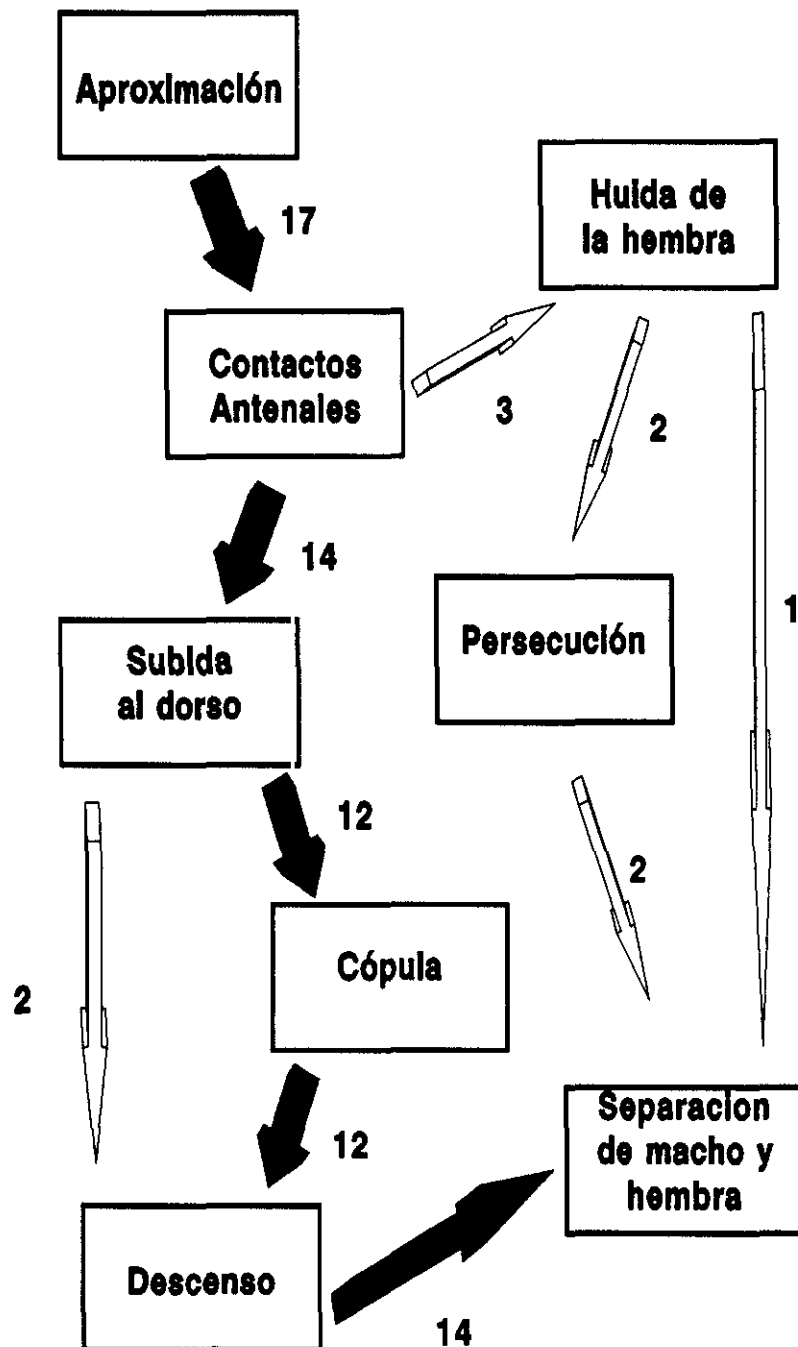 Aproximación
17
Huida de
la hembra
Contactos
Antenales
3
2
14
1
Subida
al dorso
Persecución
12
2
2
Cópula
12
Separacion
de macho y
hembra
Descenso
14